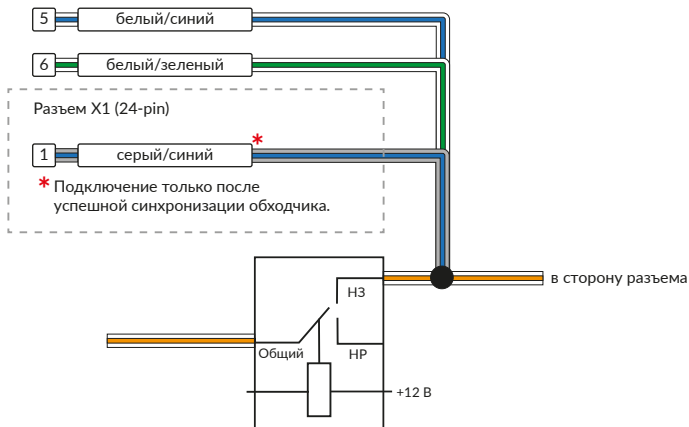 5 белый/синий
6 белый/зеленый
Разъем X1 (24-pin)
*
1 серый/синий
* Подключение только после
успешной синхронизации обходчика.
в сторону разъема
НЗ
Общий
НР
+12 В